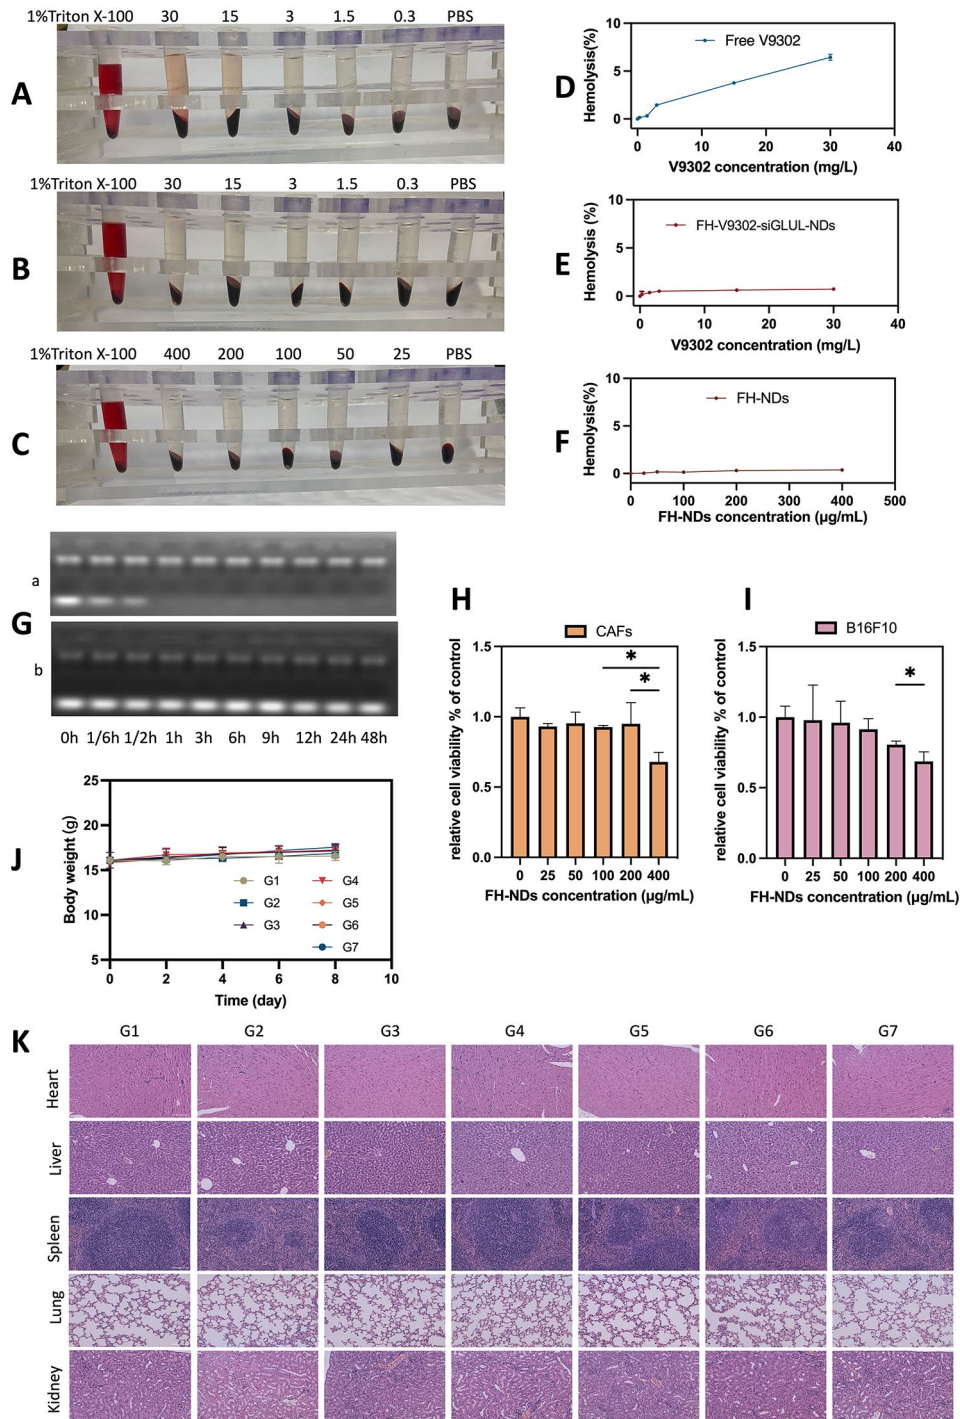 1%Triton X-100 30 15 3 1.5 0.3 PBS
A
1%Triton X-100 30 15 3 1.5 0.3 PBS
B
1%Triton X-100 400 200 100 50 25 PBS
C
D
Hemolysis(%)
10
5
0
Free V9302
0 10 20 30 40
V9302 concentration (mg/L)
E
Hemolysis (%)
10
5
0
FH-V9302-siGLUL-NDs
0 10 20 30 40
V9302 concentration (mg/L)
F
Hemolysis(%)
10
5
0
FH-NDs
0 100 200 300 400 500
FH-NDs concentration (μg/mL)
G
a
b
0h 1/6h 1/2h 1h 3h 6h 9h 12h 24h 48h
H
CAFs
relative cell viability % of control
1.5
1.0
0.5
0.0
* 
*
0 25 50 100 200 400
FH-NDs concentration (μg/mL)
I
B16F10
relative cell viability % of control
1.5
1.0
0.5
0.0
*
0 25 50 100 200 400
FH-NDs concentration (μg/mL)
J
Body weight (g)
25
20
15
10
5
G1 G4
G2 G5
G3 G6
G7
0 2 4 6 8 10
Time (day)
K
G1 G2 G3 G4 G5 G6 G7
Heart
Liver
Spleen
Lung
Kidney